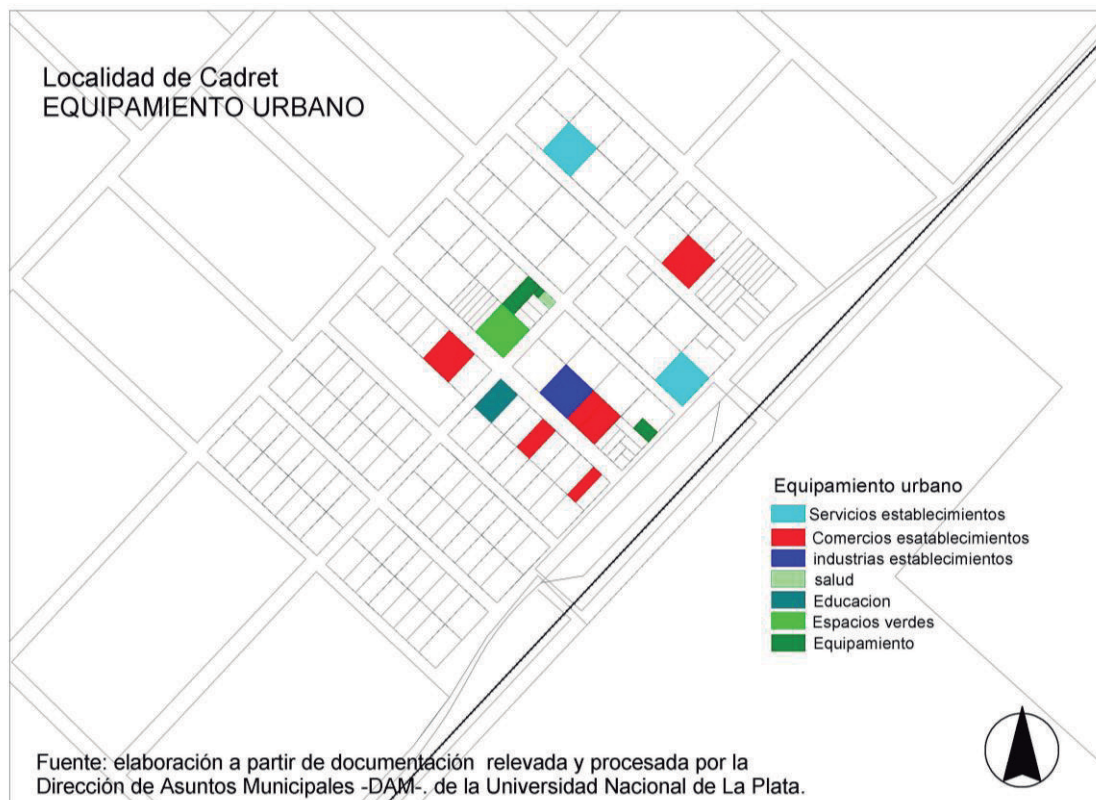 Localidad de Cadret
EQUIPAMIENTO URBANO
Equipamiento urbano
Servicios establecimientos
Comercios esatablecimientos
industrias establecimientos
salud
Educacion
Espacios verdes
Equipamiento
Fuente: elaboración a partir de documentación relevada y procesada por la
Dirección de Asuntos Municipales -DAM-. de la Universidad Nacional de La Plata.